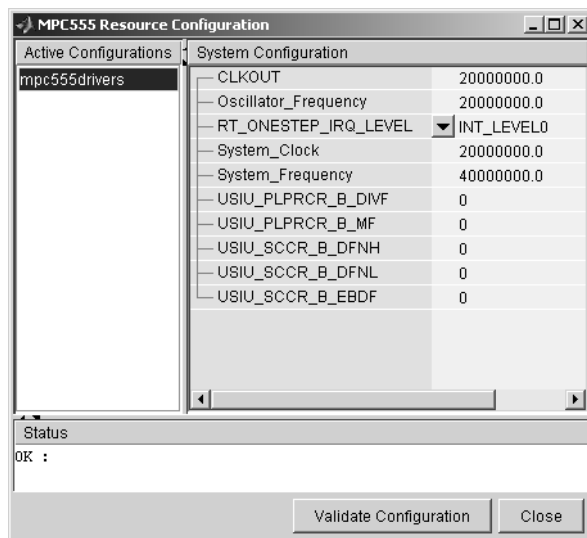 MPC555 Resource Configuration
Active Configurations
System Configuration
mpc555drivers
CLKOUT 20000000.0
Oscillator_Frequency 20000000.0
RT_ONESTEP_IRQ_LEVEL INT_LEVEL0
System_Clock 20000000.0
System_Frequency 40000000.0
USIU_PLPRCR_B_DIVF 0
USIU_PLPRCR_B_MF 0
USIU_SCCR_B_DFNH 0
USIU_SCCR_B_DFNL 0
USIU_SCCR_B_EBDF 0
Status
OK :
Validate Configuration
Close